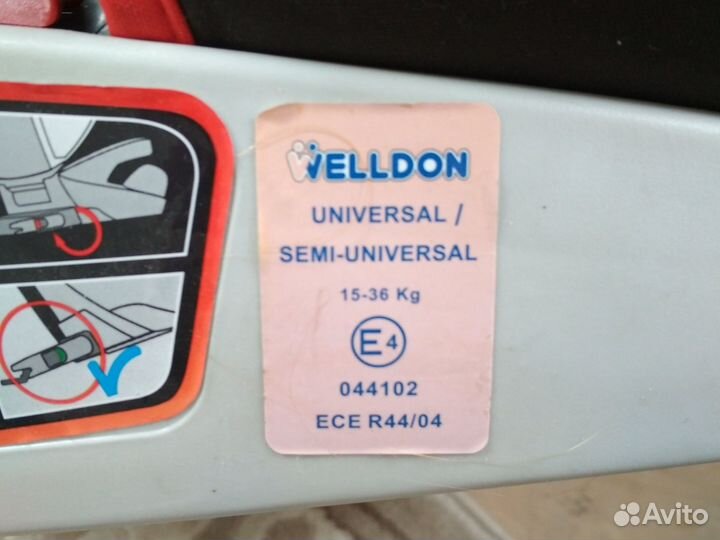 WELLDON
UNIVERSAL /
SEMI-UNIVERSAL
15-36 Kg
E4
044102
ECE R44/04
Avito